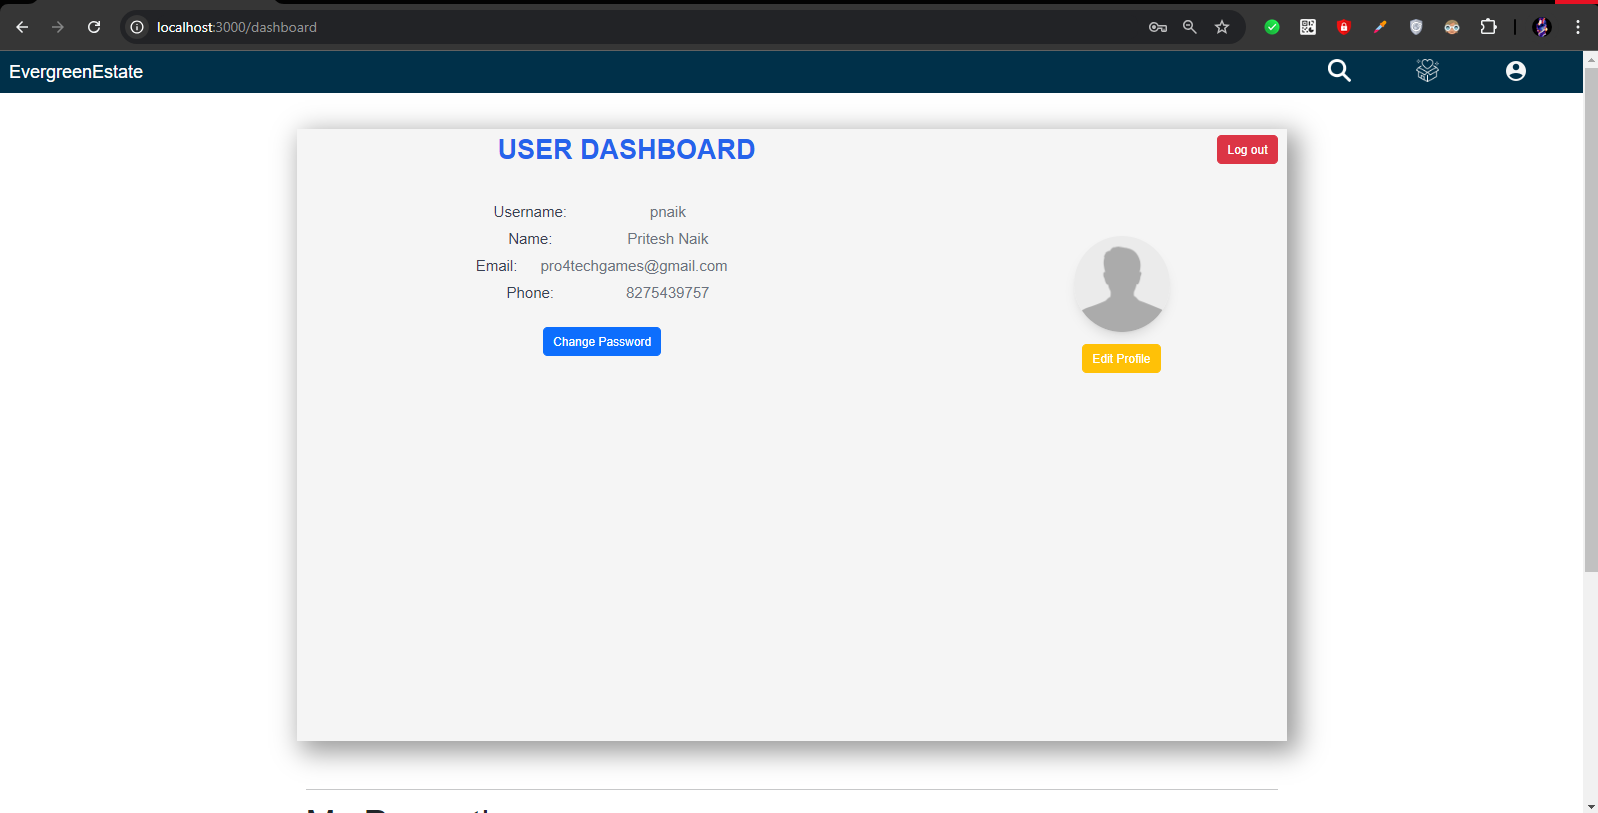 localhost:3000/dashboard
EvergreenEstate
USER DASHBOARD
Log out
Username: pnaik
Name: Pritesh Naik
Email: pro4techgames@gmail.com
Phone: 8275439757
Change Password
Edit Profile